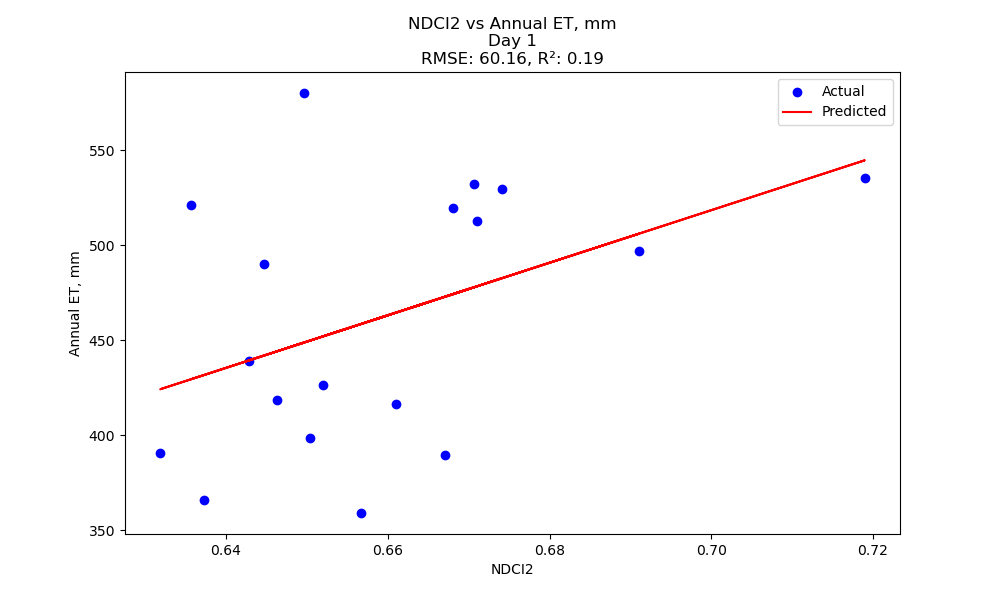 NDCI2 vs Annual ET, mm
Day 1
RMSE: 60.16, R²: 0.19
Actual
Predicted
Annual ET, mm
550
500
450
400
350
0.64 0.66 0.68 0.70 0.72
NDCI2